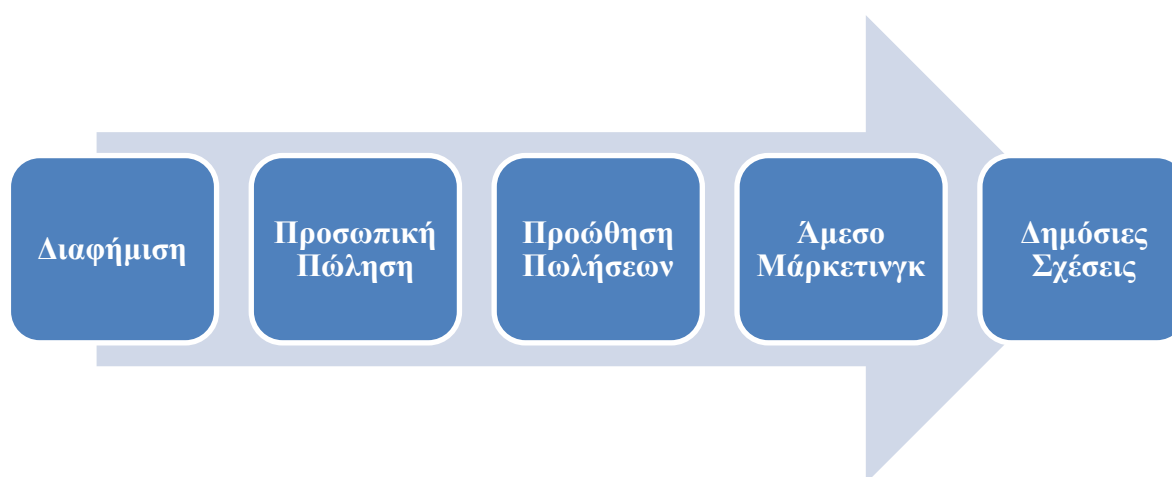 Διαφήμιση
Προσωπική
Πώληση
Προώθηση
Πωλήσεων
Άμεσο
Μάρκετινγκ
Δημόσιες
Σχέσεις